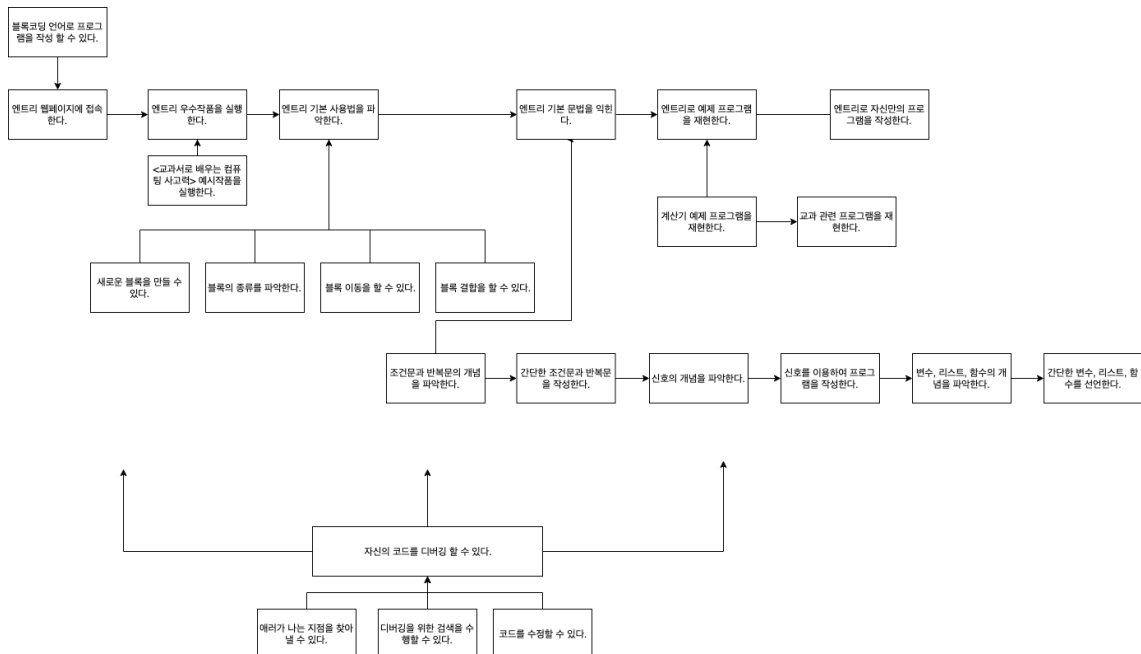 블록코딩 언어로 프로그
램을 작성 할 수 있다.
엔트리 웹페이지에 접속
한다.
엔트리 우수작품을 실행
한다.
엔트리 기본 사용법을 파
악한다.
엔트리 기본 문법을 익힌
다.
엔트리로 예제 프로그램
을 재현한다.
엔트리로 자신만의 프로
그램을 작성한다.
<교과서로 배우는 컴퓨
팅 사고력> 예시작품을
실행한다.
계산기 예제 프로그램을
재현한다.
교과 관련 프로그램을 재
현한다.
새로운 블록을 만들 수
있다.
블록의 종류를 파악한다.
블록 이동을 할 수 있다.
블록 결합을 할 수 있다.
조건문과 반복문의 개념
을 파악한다.
간단한 조건문과 반복문
을 작성한다.
신호의 개념을 파악한다.
신호를 이용하여 프로그램
을 작성한다.
변수, 리스트, 함수의 개
념을 파악한다.
간단한 변수, 리스트, 함
수를 선언한다.
자신의 코드를 디버깅 할 수 있다.
애러가 나는 지점을 찾아
낼 수 있다.
디버깅을 위한 검색을 수
행할 수 있다.
코드를 수정할 수 있다.